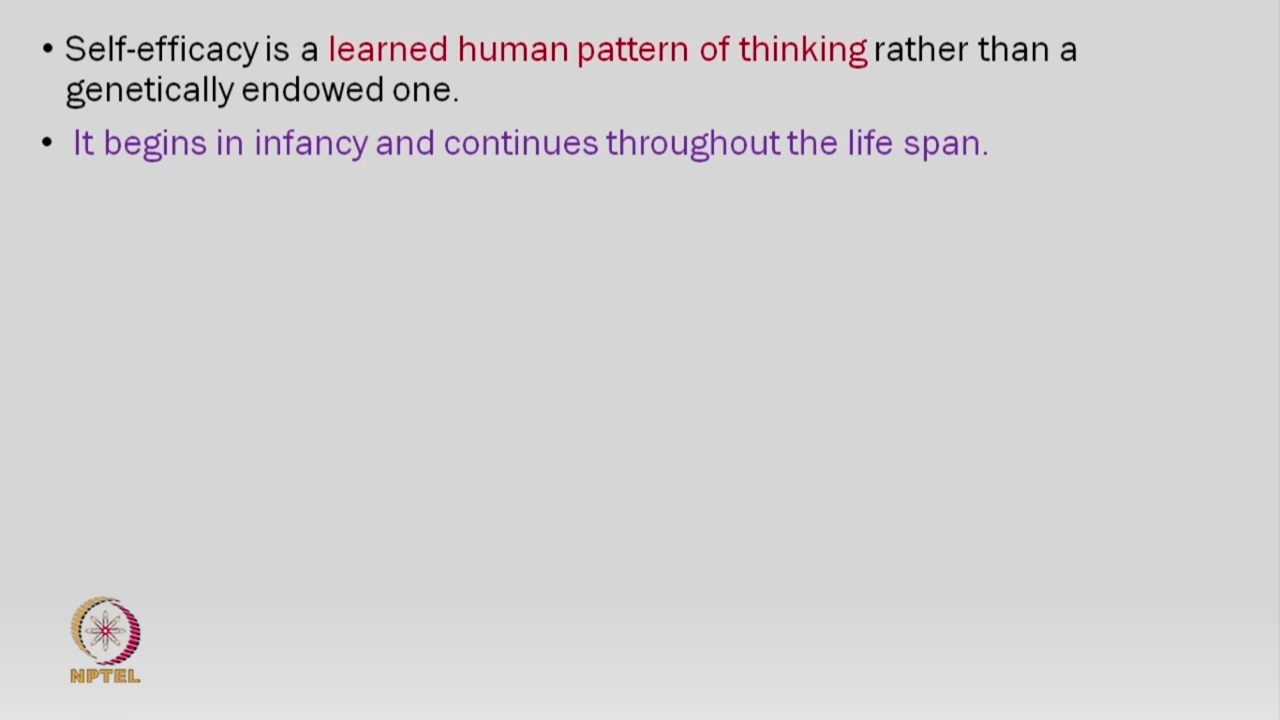 • Self-efficacy is a learned human pattern of thinking rather than a
genetically endowed one.
• It begins in infancy and continues throughout the life span.
NPTEL